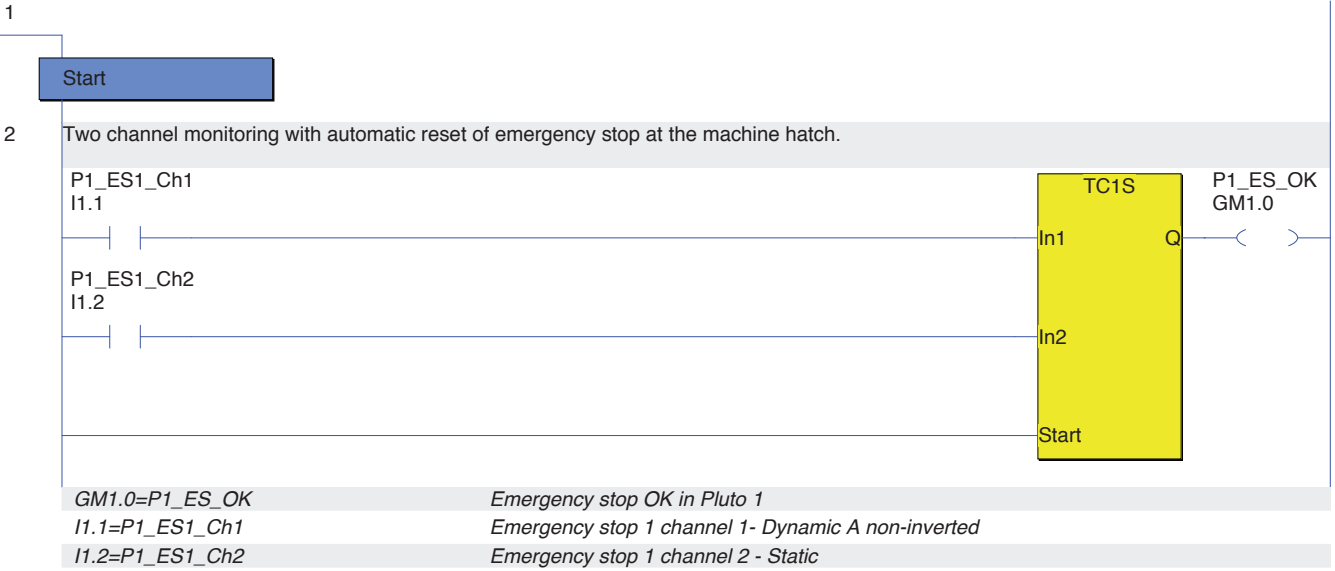 1
Start
2 Two channel monitoring with automatic reset of emergency stop at the machine hatch.
P1_ES1_Ch1
I1.1
TC1S
P1_ES_OK
GM1.0
In1 Q
P1_ES1_Ch2
I1.2
In2
Start
GM1.0=P1_ES_OK Emergency stop OK in Pluto 1
I1.1=P1_ES1_Ch1 Emergency stop 1 channel 1- Dynamic A non-inverted
I1.2=P1_ES1_Ch2 Emergency stop 1 channel 2 - Static